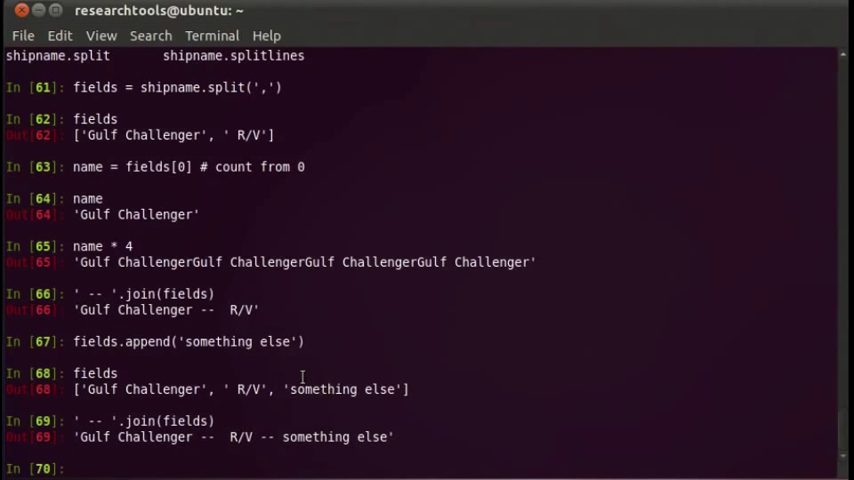 researchtools@ubuntu: ~
File Edit View Search Terminal Help
shipname.split       shipname.splitlines
In [61]: fields = shipname.split(',')
In [62]: fields
Out[62]: ['Gulf Challenger', ' R/V']
In [63]: name = fields[0] # count from 0
In [64]: name
Out[64]: 'Gulf Challenger'
In [65]: name * 4
Out[65]: 'Gulf ChallengerGulf ChallengerGulf ChallengerGulf Challenger'
In [66]: ' -- '.join(fields)
Out[66]: 'Gulf Challenger --  R/V'
In [67]: fields.append('something else')
In [68]: fields
Out[68]: ['Gulf Challenger', ' R/V', 'something else']
In [69]: ' -- '.join(fields)
Out[69]: 'Gulf Challenger --  R/V -- something else'
In [70]: